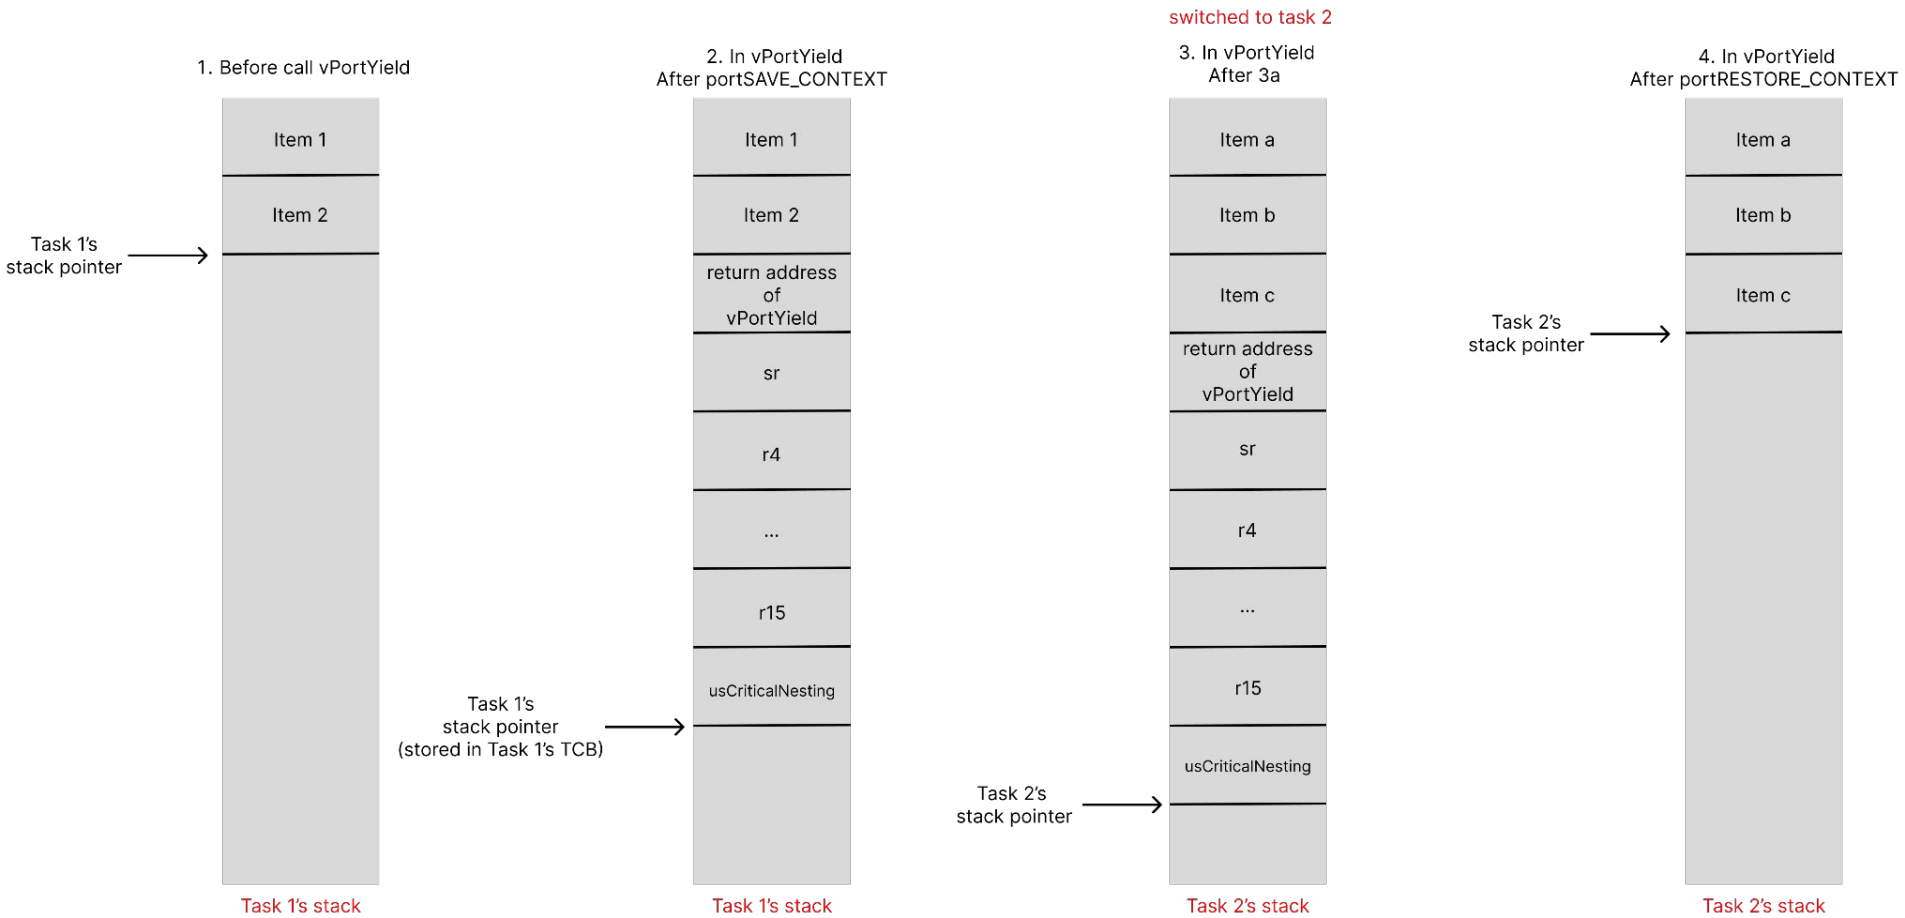 1. Before call vPortYield
Item 1
Item 2
Task 1's
stack pointer
Task 1's stack
2. In vPortYield
After portSAVE_CONTEXT
Item 1
Item 2
return address
of
vPortYield
sr
r4
...
r15
usCriticalNesting
Task 1's
stack pointer
(stored in Task 1's TCB)
Task 1's stack
switched to task 2
3. In vPortYield
After 3a
Item a
Item b
Item c
return address
of
vPortYield
sr
r4
...
r15
usCriticalNesting
Task 2's
stack pointer
Task 2's stack
4. In vPortYield
After portRESTORE_CONTEXT
Item a
Item b
Item c
Task 2's
stack pointer
Task 2's stack